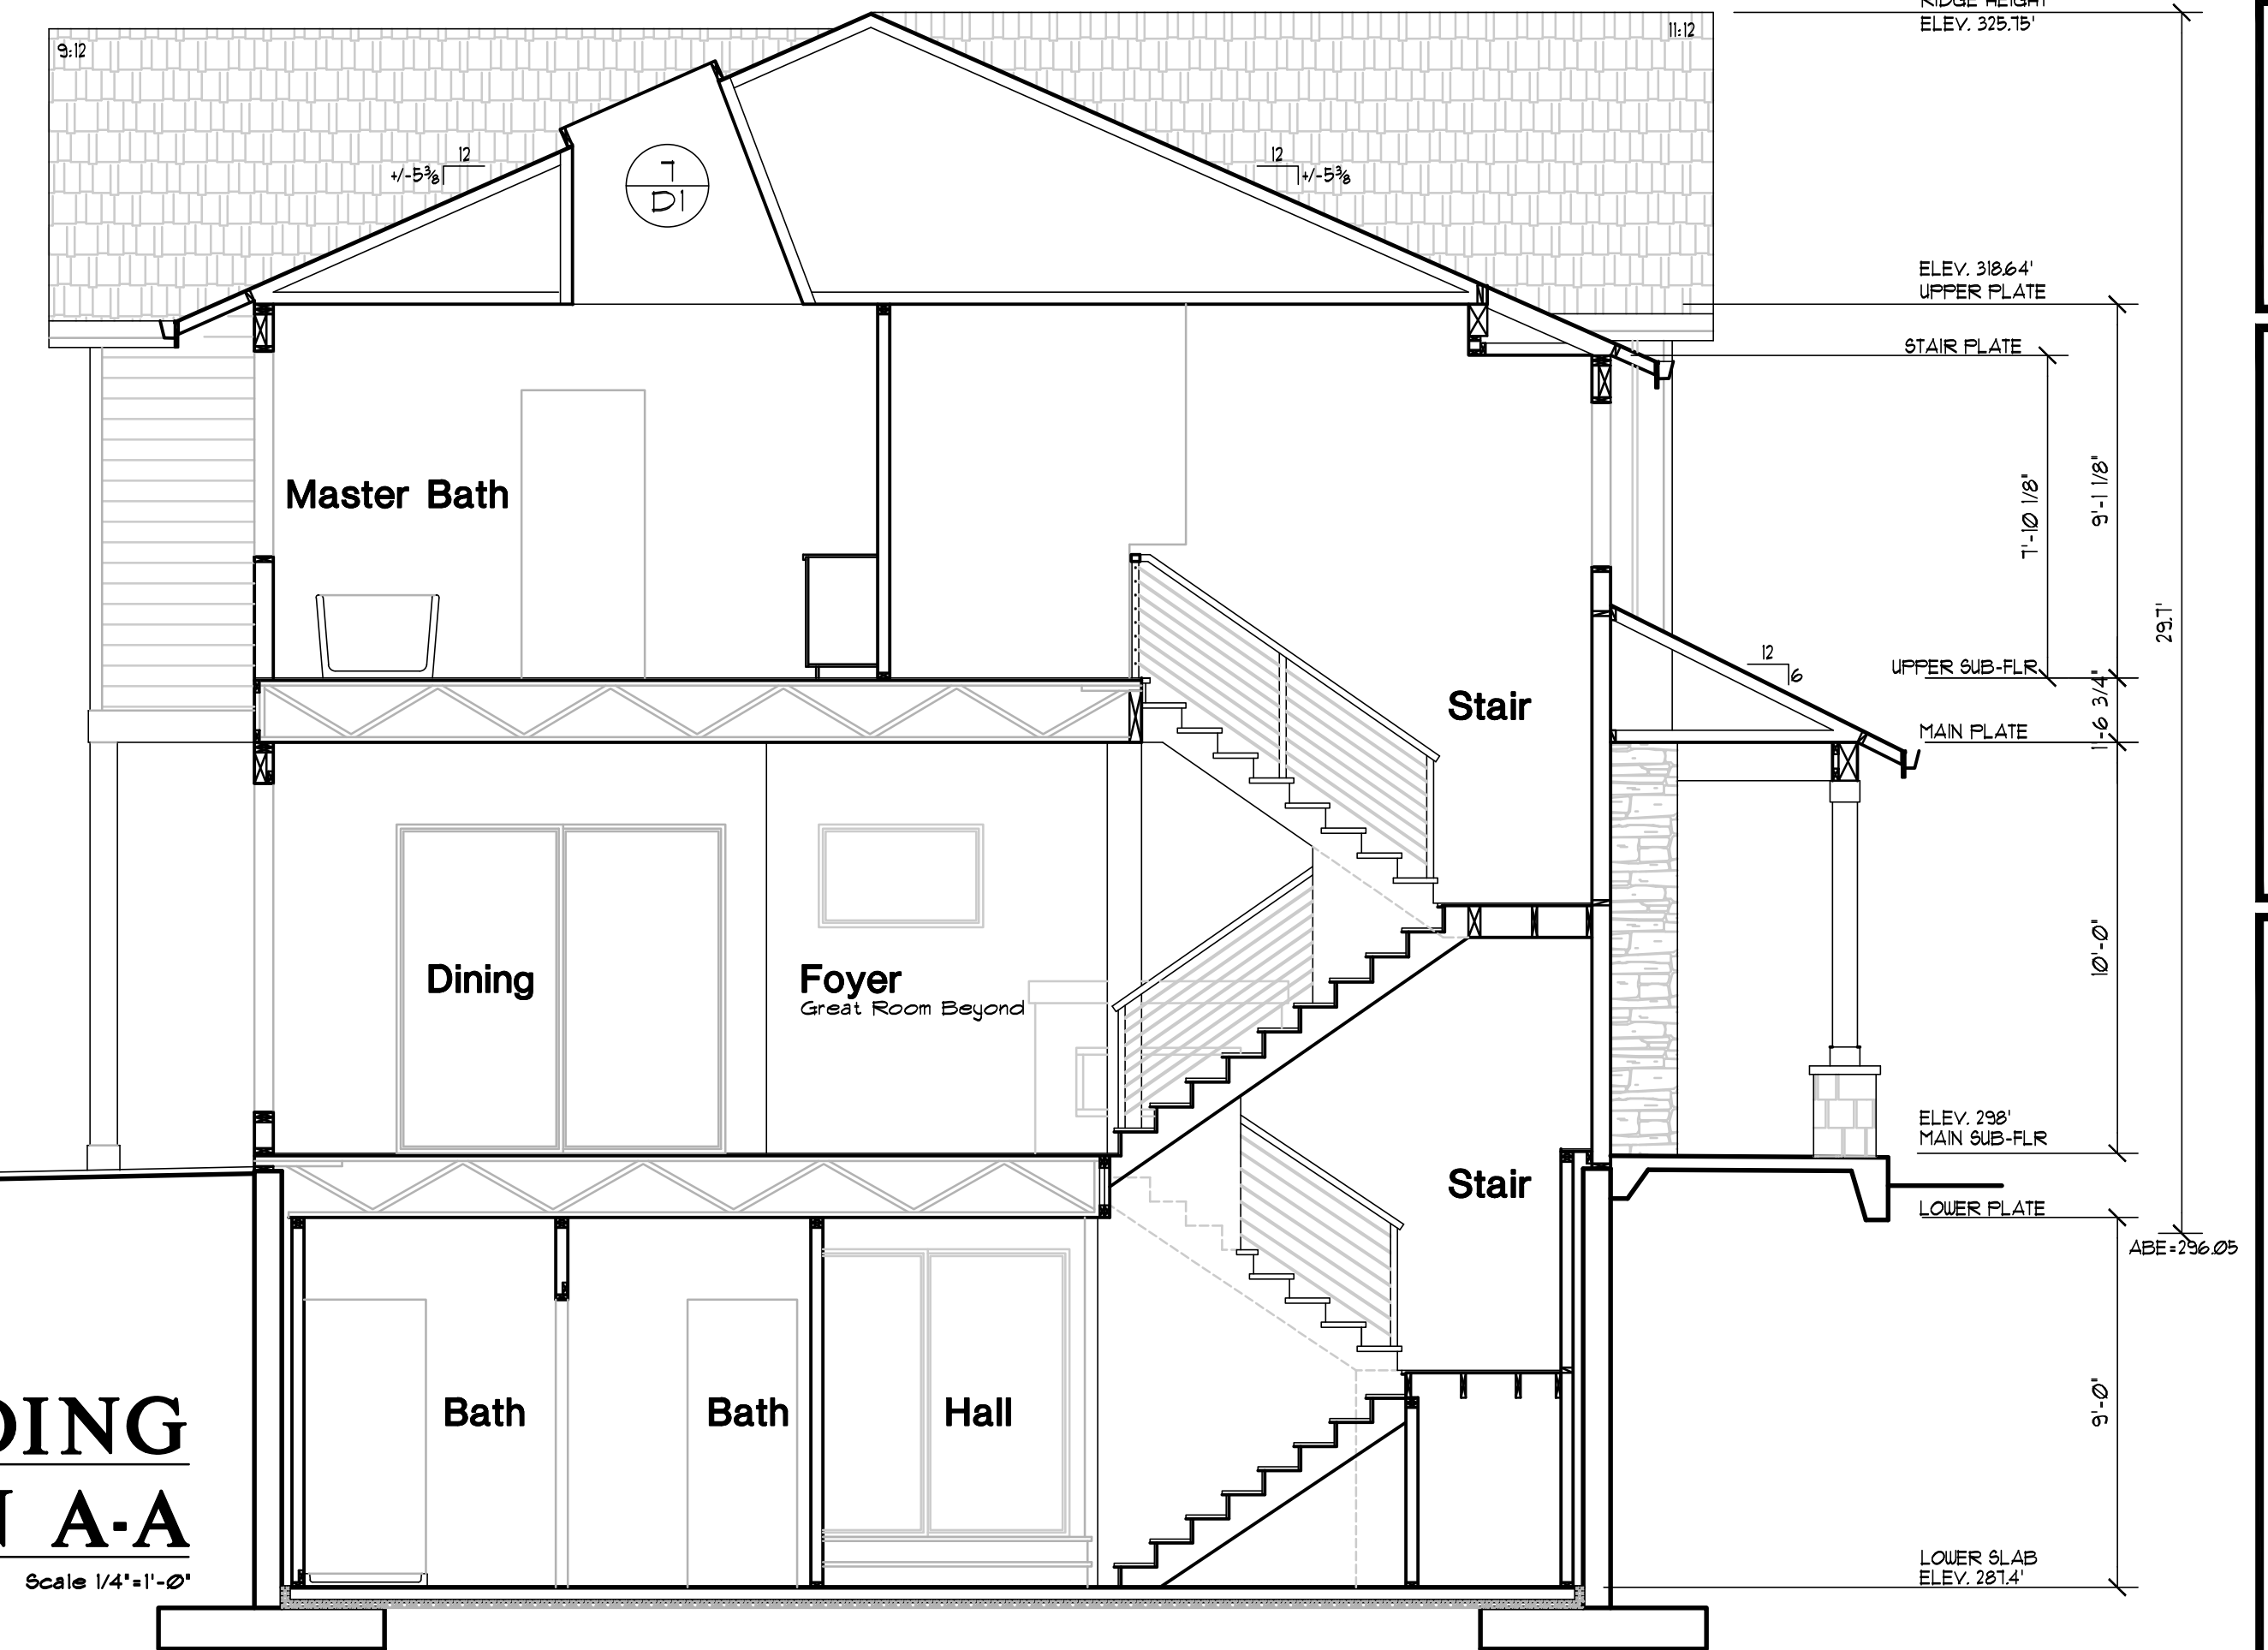 RIDGE HEIGHT
ELEV. 325.75'
9:12
11:12
12
+/-5⅜
7
D1
12
+/-5⅜
ELEV. 318.64'
UPPER PLATE
STAIR PLATE
7'-10 1/8"
9'-1 1/8"
Master Bath
29.7'
12
6
UPPER SUB-FLR
1'-6 3/4"
Stair
MAIN PLATE
Dining
Foyer
Great Room Beyond
10'-0"
ELEV. 298'
MAIN SUB-FLR
Stair
LOWER PLATE
ABE=296.05
Bath
Bath
Hall
9'-0"
DING
N A-A
Scale 1/4"=1'-0"
LOWER SLAB
ELEV. 287.4'